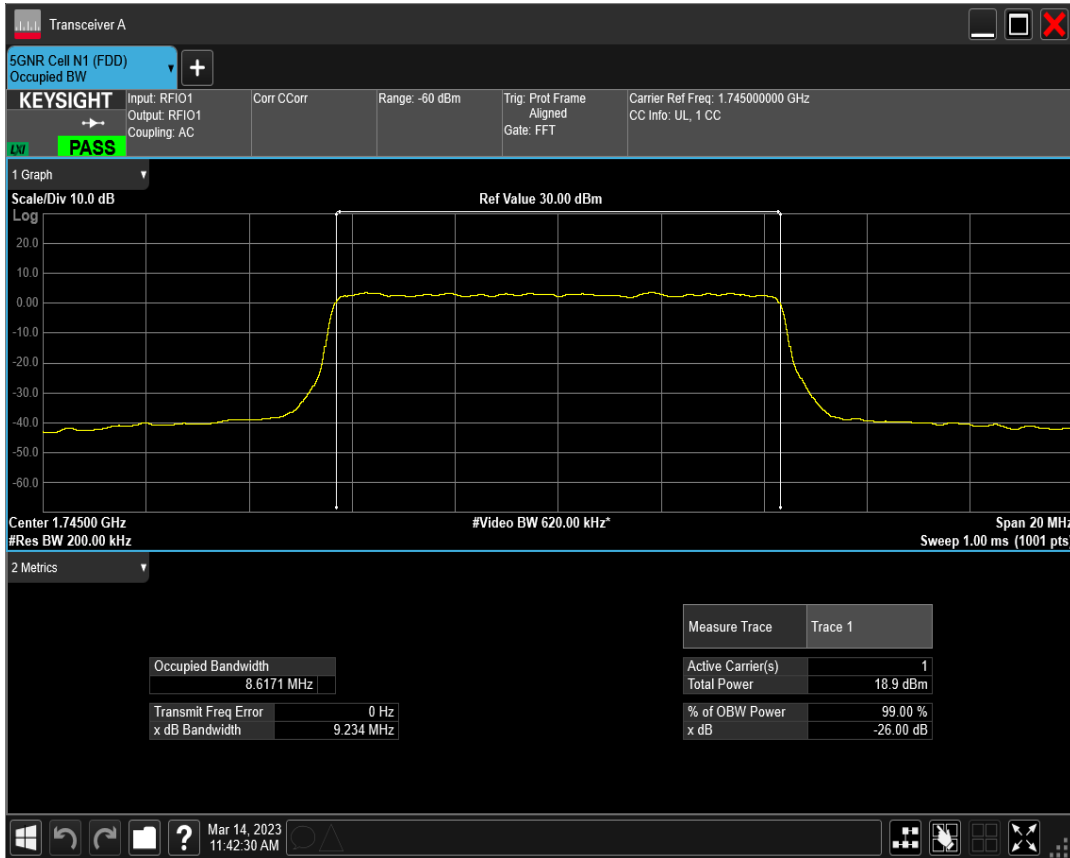 Transceiver A
5GNR Cell N1 (FDD)
Occupied BW
+
KEYSIGHT
LXI
PASS
Input: RFIO1
Output: RFIO1
Coupling: AC
Corr CCorr
Range: -60 dBm
Trig: Prot Frame
Aligned
Gate: FFT
Carrier Ref Freq: 1.745000000 GHz
CC Info: UL, 1 CC
1 Graph
Scale/Div 10.0 dB
Ref Value 30.00 dBm
Log
20.0
10.0
0.00
-10.0
-20.0
-30.0
-40.0
-50.0
-60.0
Center 1.74500 GHz
#Video BW 620.00 kHz*
Span 20 MHz
#Res BW 200.00 kHz
Sweep 1.00 ms (1001 pts)
2 Metrics
Measure Trace Trace 1
Occupied Bandwidth
8.6171 MHz
Active Carrier(s) 1
Total Power 18.9 dBm
Transmit Freq Error 0 Hz
x dB Bandwidth 9.234 MHz
% of OBW Power 99.00 %
x dB -26.00 dB
?
Mar 14, 2023
11:42:30 AM